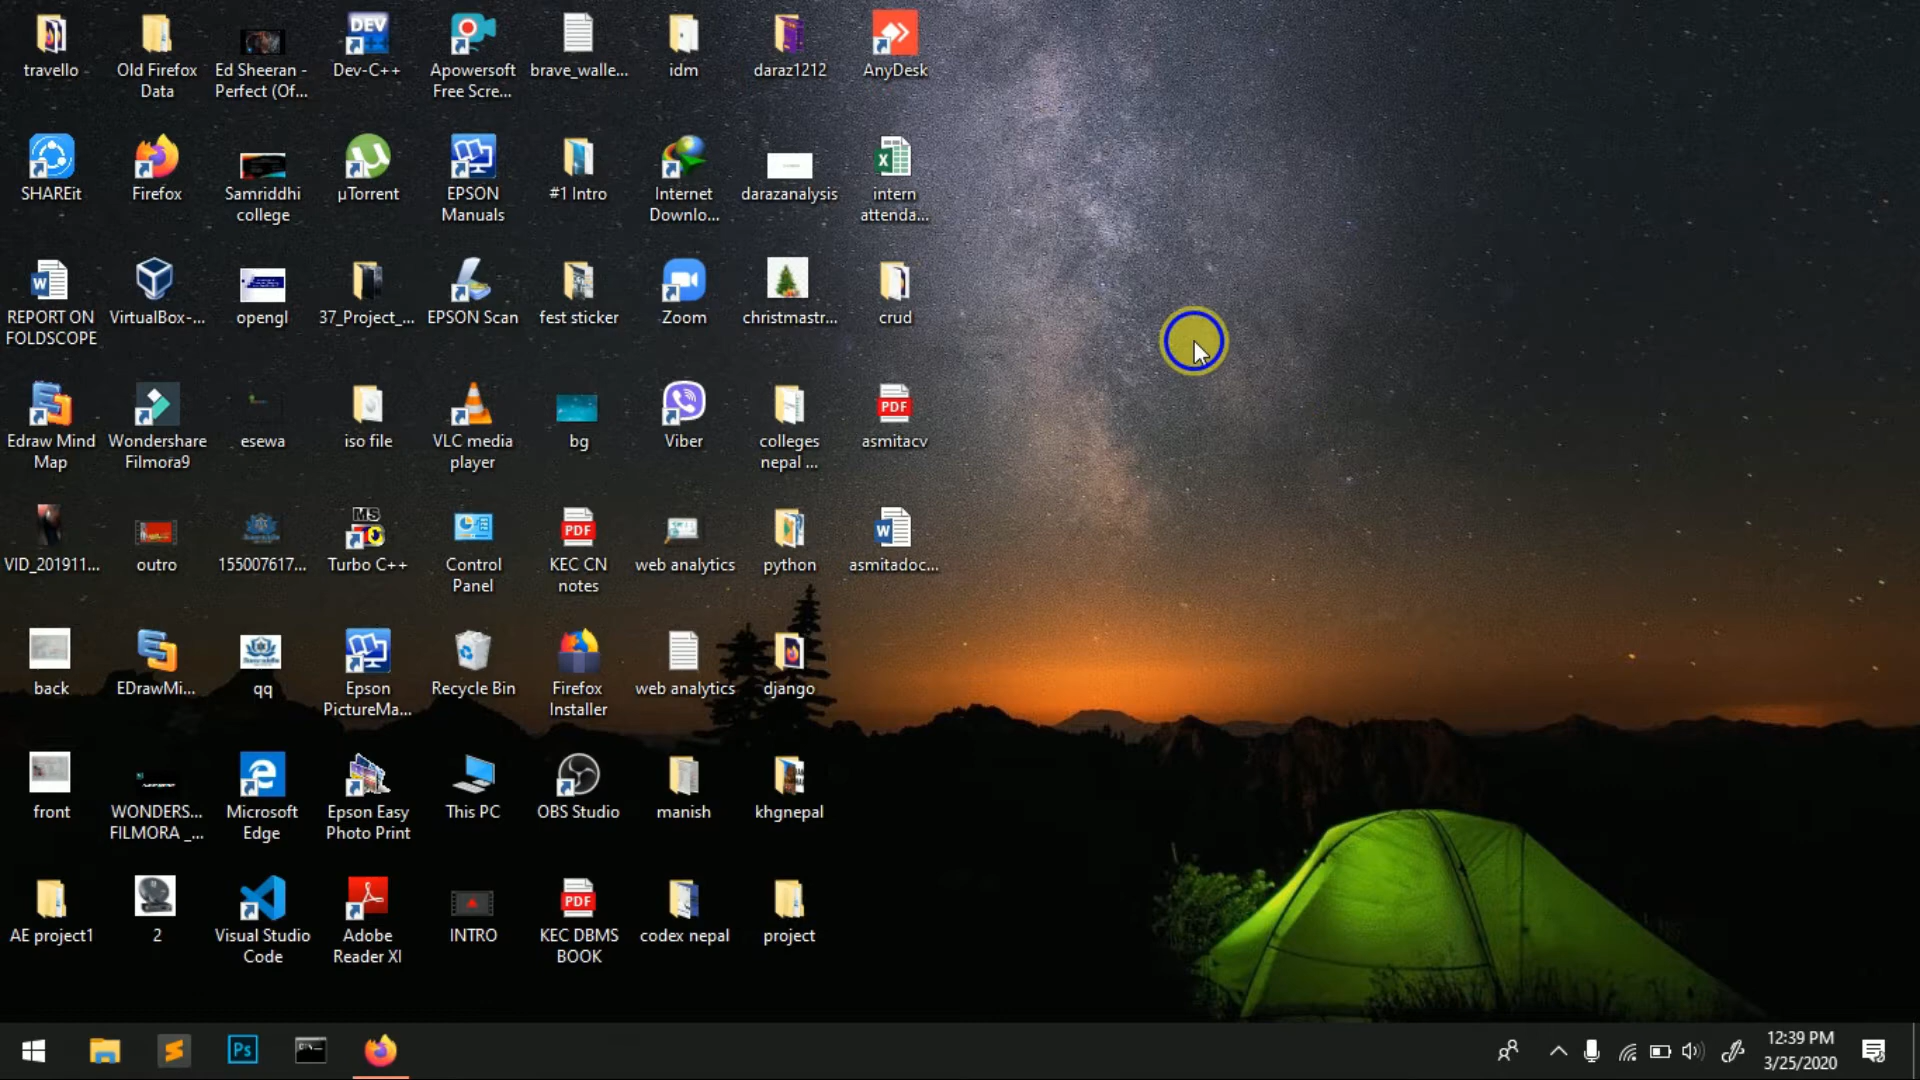 travello
Old Firefox
Data
Ed Sheeran -
Perfect (Of...
DEV
Dev-C++
Apowersoft
Free Scre...
brave_walle...
idm
daraz1212
AnyDesk
SHAREit
Firefox
Samriddhi
college
µTorrent
EPSON
Manuals
#1 Intro
Internet
Downlo...
darazanalysis
intern
attenda...
REPORT ON
FOLDSCOPE
VirtualBox-...
opengl
37_Project_...
EPSON Scan
fest sticker
Zoom
christmastr...
crud
Edraw Mind
Map
Wondershare
Filmora9
esewa
iso file
VLC media
player
bg
Viber
colleges
nepal ...
PDF
asmitacv
VID_201911...
outro
155007617...
MS
Turbo C++
Control
Panel
PDF
KEC CN
notes
web analytics
python
asmitadoc...
back
EDrawMi...
qq
Epson
PictureMa...
Recycle Bin
Firefox
Installer
web analytics
django
front
WONDERS...
FILMORA _...
Microsoft
Edge
Epson Easy
Photo Print
This PC
OBS Studio
manish
khgnepal
AE project1
2
Visual Studio
Code
Adobe
Reader XI
INTRO
PDF
KEC DBMS
BOOK
codex nepal
project
Ps
12:39 PM
3/25/2020